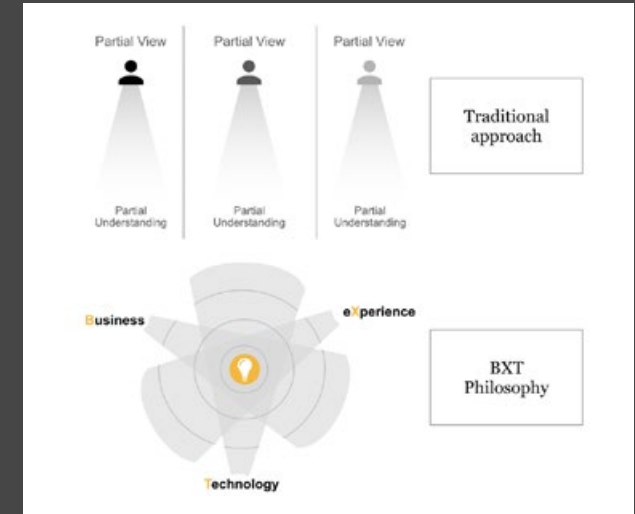 Partial View
Partial View
Partial View
Traditional
approach
Partial
Understanding
Partial
Understanding
Partial
Understanding
Business
eXperience
BXT
Philosophy
Technology